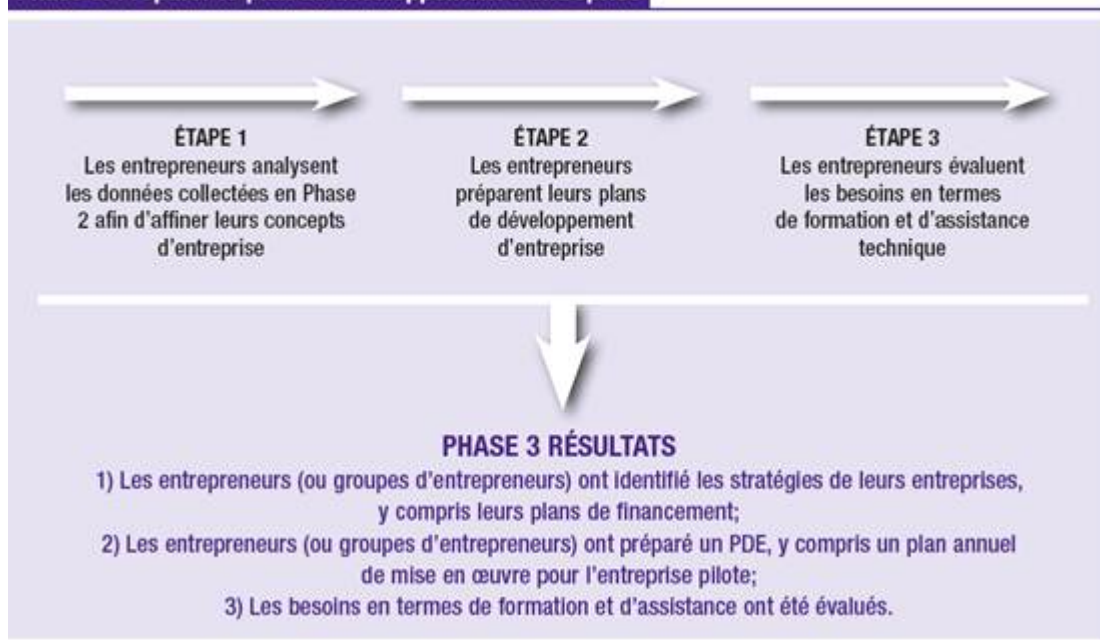 ÉTAPE 1
Les entrepreneurs analysent
les données collectées en Phase
2 afin d'affiner leurs concepts
d'entreprise
ÉTAPE 2
Les entrepreneurs
préparent leurs plans
de développement
d'entreprise
ÉTAPE 3
Les entrepreneurs évaluent
les besoins en termes
de formation et d'assistance
technique
PHASE 3 RÉSULTATS
1) Les entrepreneurs (ou groupes d'entrepreneurs) ont identifié les stratégies de leurs entreprises,
y compris leurs plans de financement;
2) Les entrepreneurs (ou groupes d'entrepreneurs) ont préparé un PDE, y compris un plan annuel
de mise en œuvre pour l'entreprise pilote;
3) Les besoins en termes de formation et d'assistance ont été évalués.